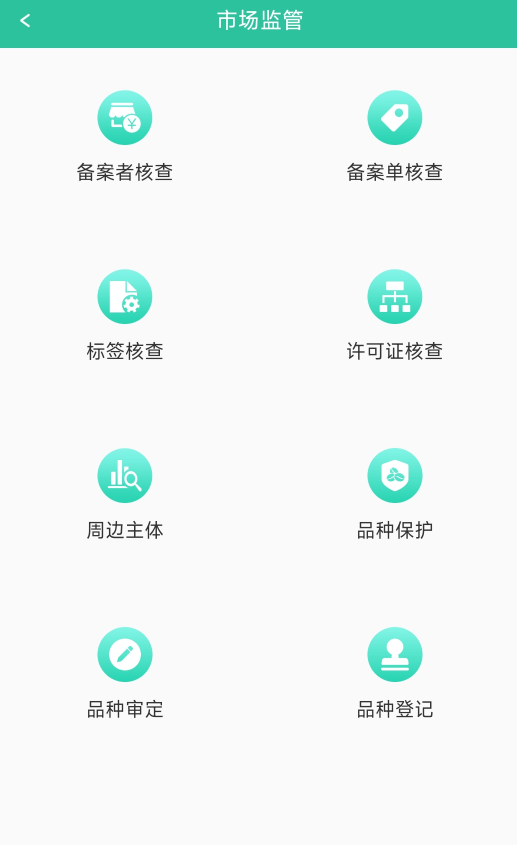 市场监管
备案者核查
备案单核查
标签核查
许可证核查
周边主体
品种保护
品种审定
品种登记